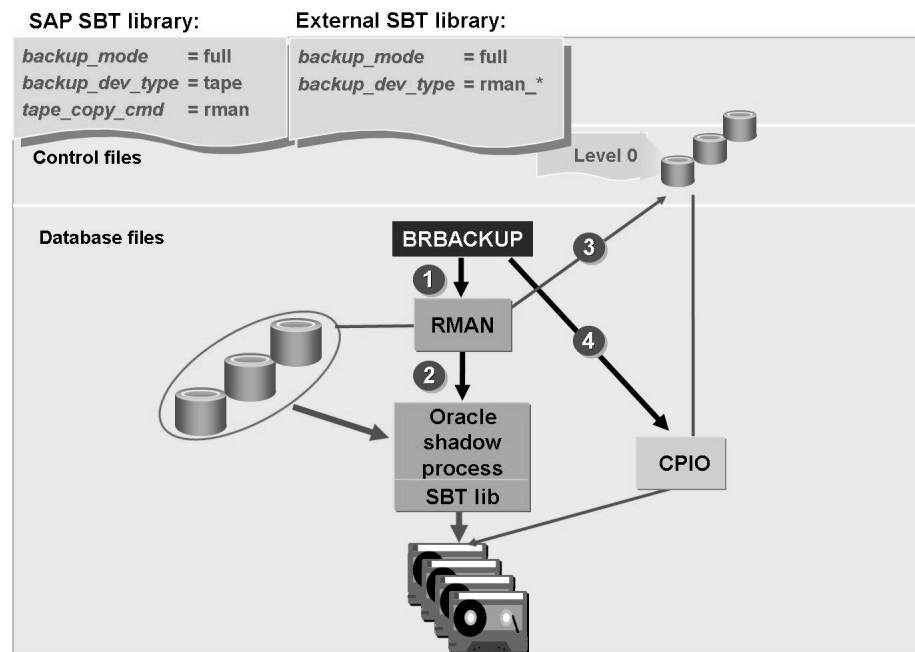 SAP SBT library:
External SBT library:
backup_mode = full
backup_dev_type = tape
tape_copy_cmd = rman
backup_mode = full
backup_dev_type = rman_*
Control files
Level 0
Database files
BRBACKUP
3
1
RMAN
4
2
Oracle
shadow
process
SBT lib
CPIO